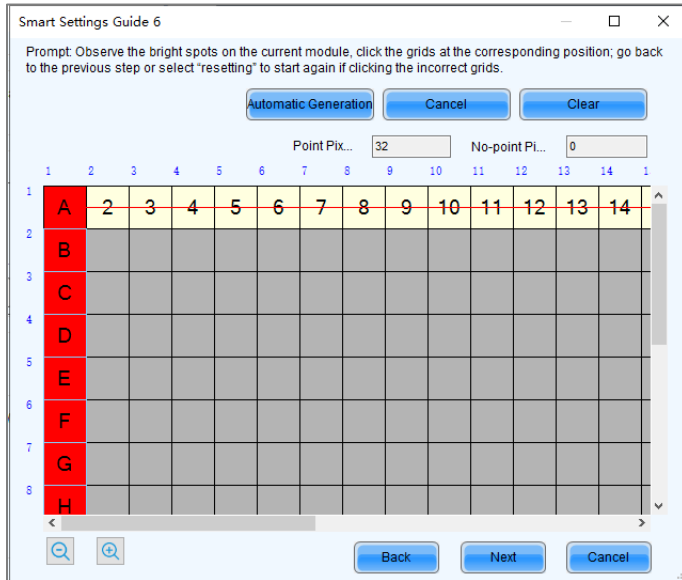 Smart Settings Guide 6
Prompt: Observe the bright spots on the current module, click the grids at the corresponding position; go back
to the previous step or select “resetting” to start again if clicking the incorrect grids.
Automatic Generation Cancel Clear
Point Pix... 32 No-point Pi... 0
1 2 3 4 5 6 7 8 9 10 11 12 13 14 1
1 A 2 3 4 5 6 7 8 9 10 11 12 13 14
2 B
3 C
4 D
5 E
6 F
7 G
8 H
Back Next Cancel